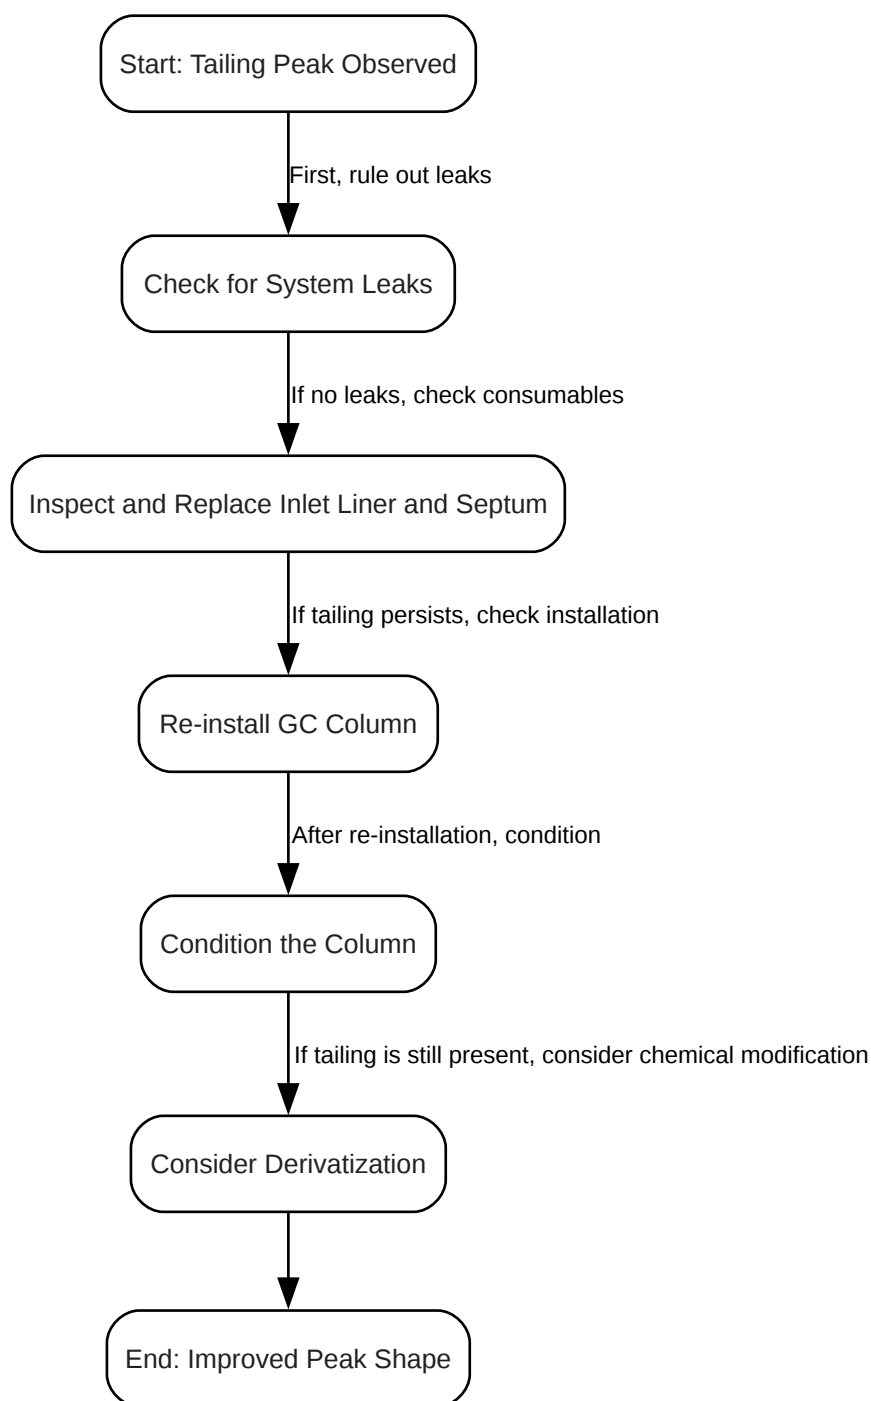 Start: Tailing Peak Observed
First, rule out leaks
Check for System Leaks
If no leaks, check consumables
Inspect and Replace Inlet Liner and Septum
If tailing persists, check installation
Re-install GC Column
After re-installation, condition
Condition the Column
If tailing is still present, consider chemical modification
Consider Derivatization
End: Improved Peak Shape